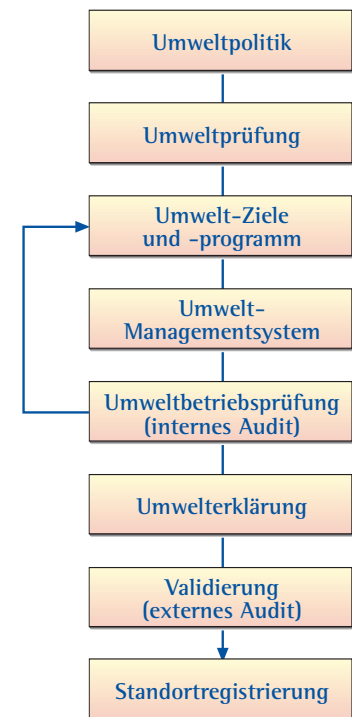 Umweltpolitik
Umweltprüfung
Umwelt-Ziele
und -programm
Umwelt-
Managementsystem
Umweltbetriebsprüfung
(internes Audit)
Umwelterklärung
Validierung
(externes Audit)
Standortregistrierung